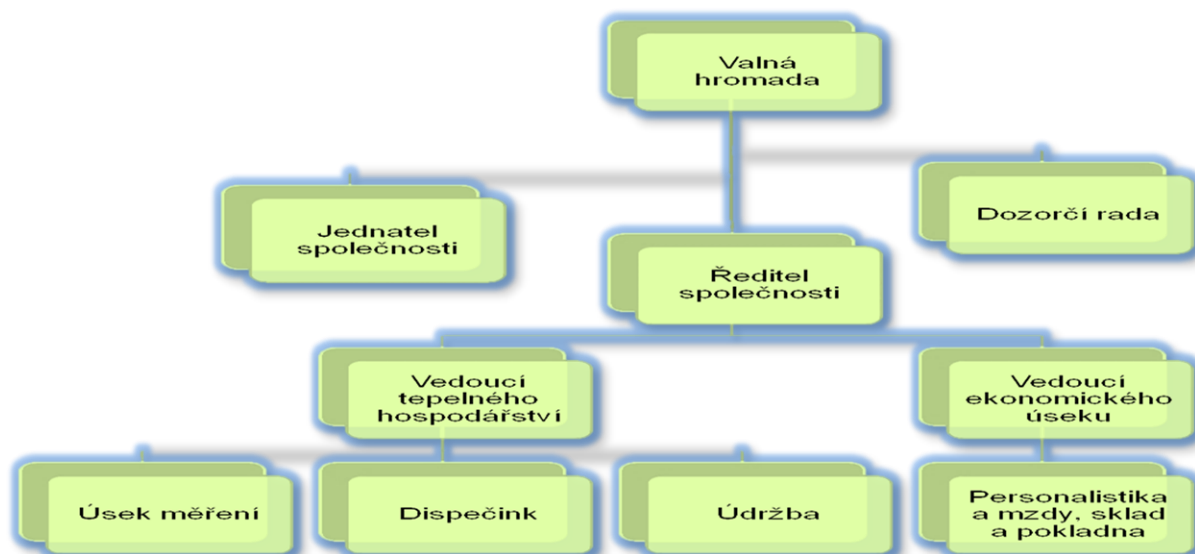 Valná
hromada
Jednatel
společnosti
Dozorčí rada
Ředitel
společnosti
Vedoucí
tepelného
hospodářství
Vedoucí
ekonomického
úseku
Úsek měření
Dispečink
Údržba
Personalistika
a mzdy, sklad
a pokladna